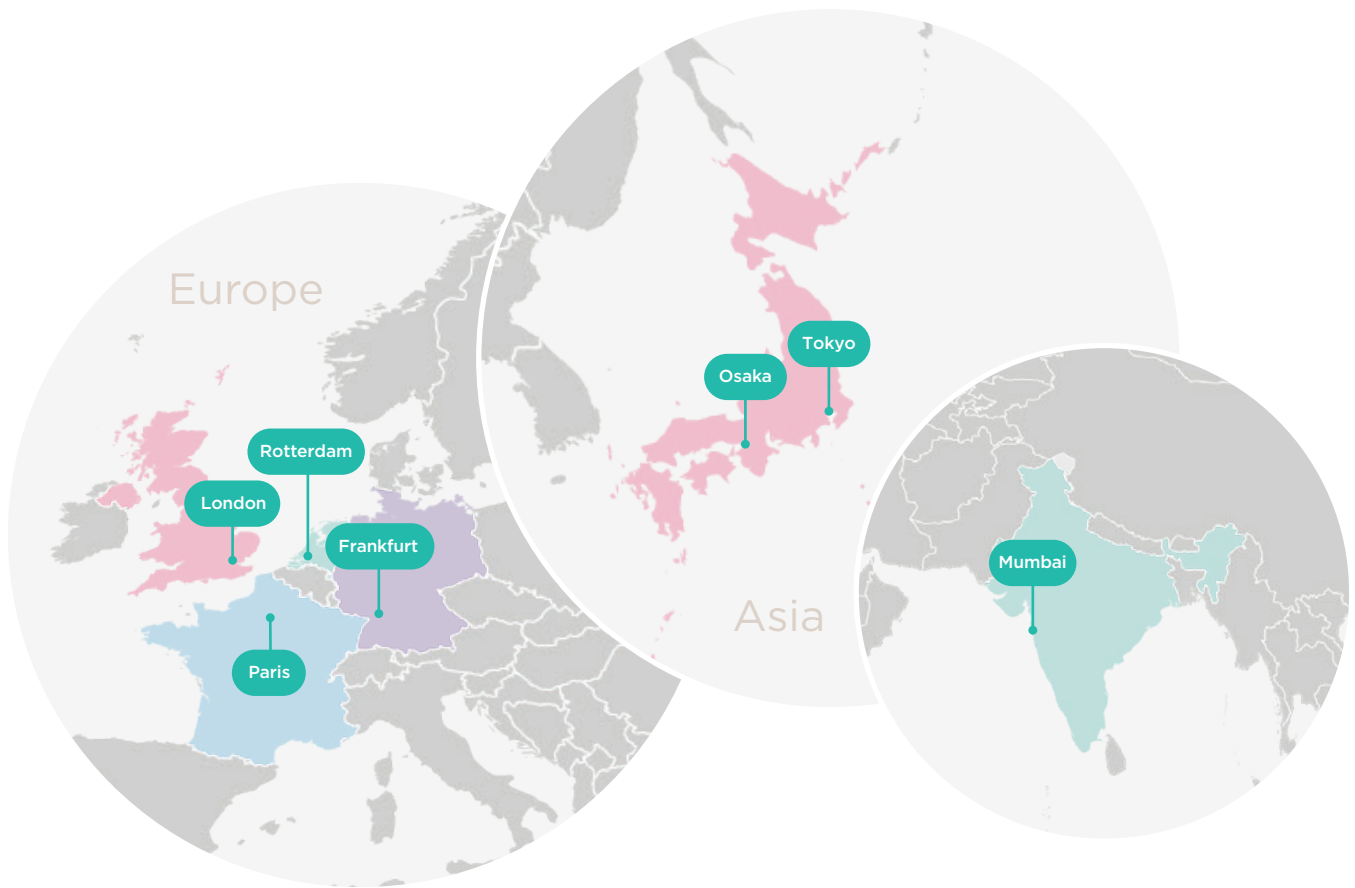 Europe
Rotterdam
London
Frankfurt
Paris
Tokyo
Osaka
Asia
Mumbai